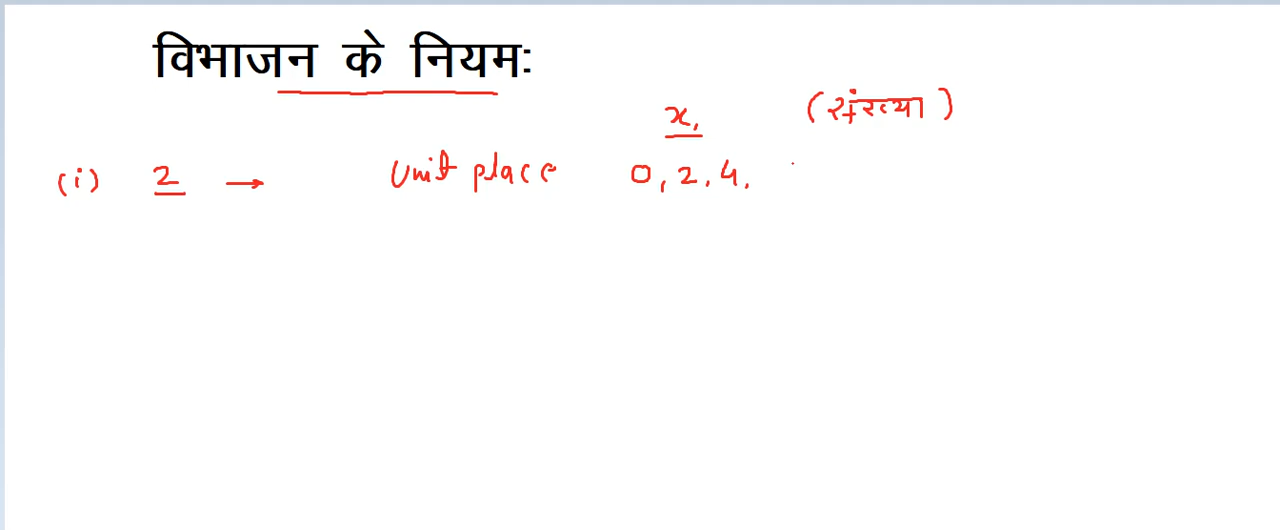 विभाजन के नियम:
x, (संख्या)
(i) 2 → Unit place 0, 2, 4,